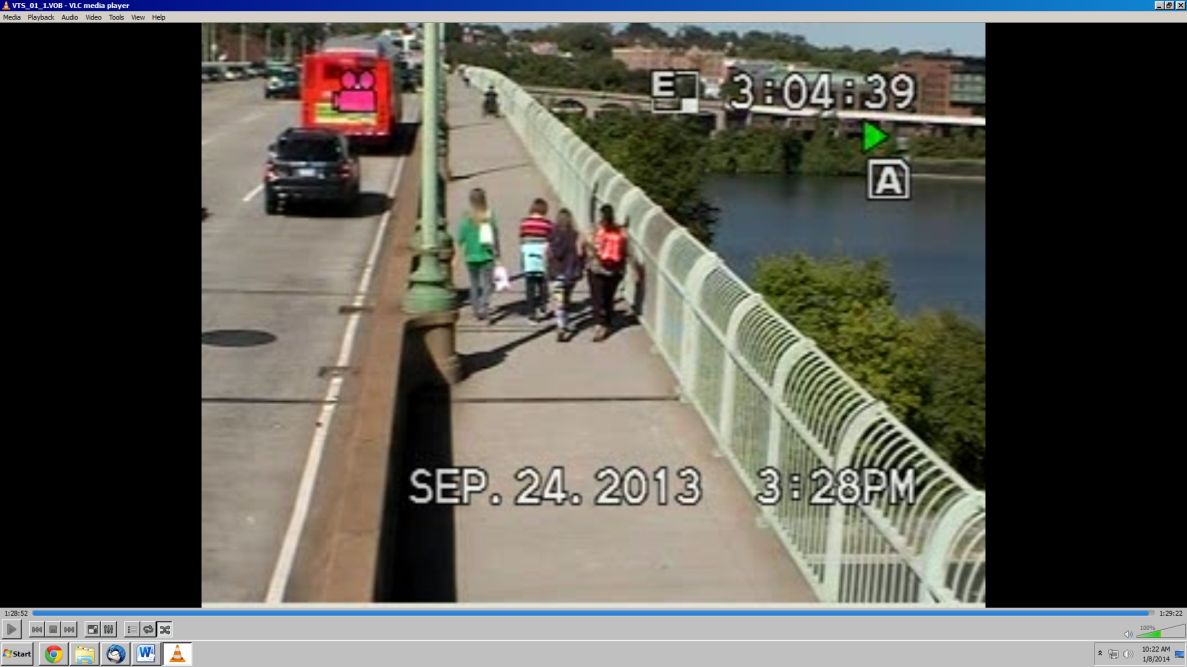 VTS_01_1.VOB - VLC media player
Media Playback Audio Video Tools View Help
E 3:04:39
A
SEP. 24. 2013 3:28PM
1:28:52
1:29:22
100%
Start
W
10:22 AM
1/8/2014